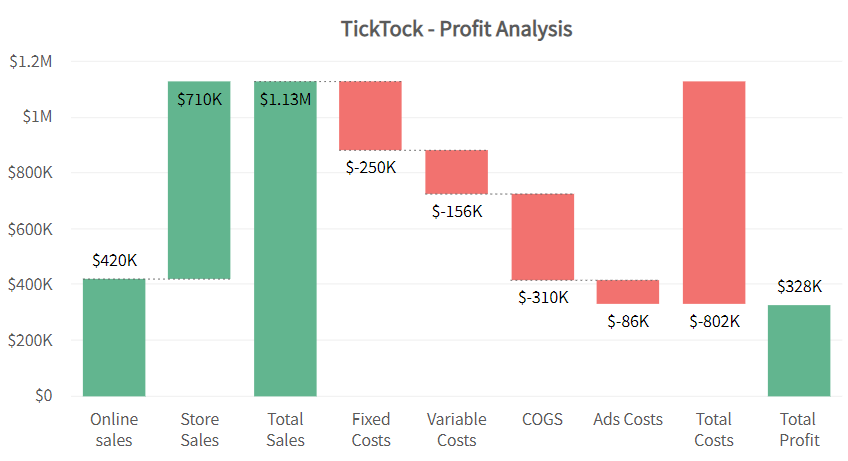 TickTock - Profit Analysis
$1.2M
$1M
$800K
$600K
$400K
$200K
$0
$420K
$710K
$1.13M
$-250K
$-156K
$-310K
$-86K
$-802K
$328K
Online
sales
Store
Sales
Total
Sales
Fixed
Costs
Variable
Costs
COGS
Ads Costs
Total
Costs
Total
Profit